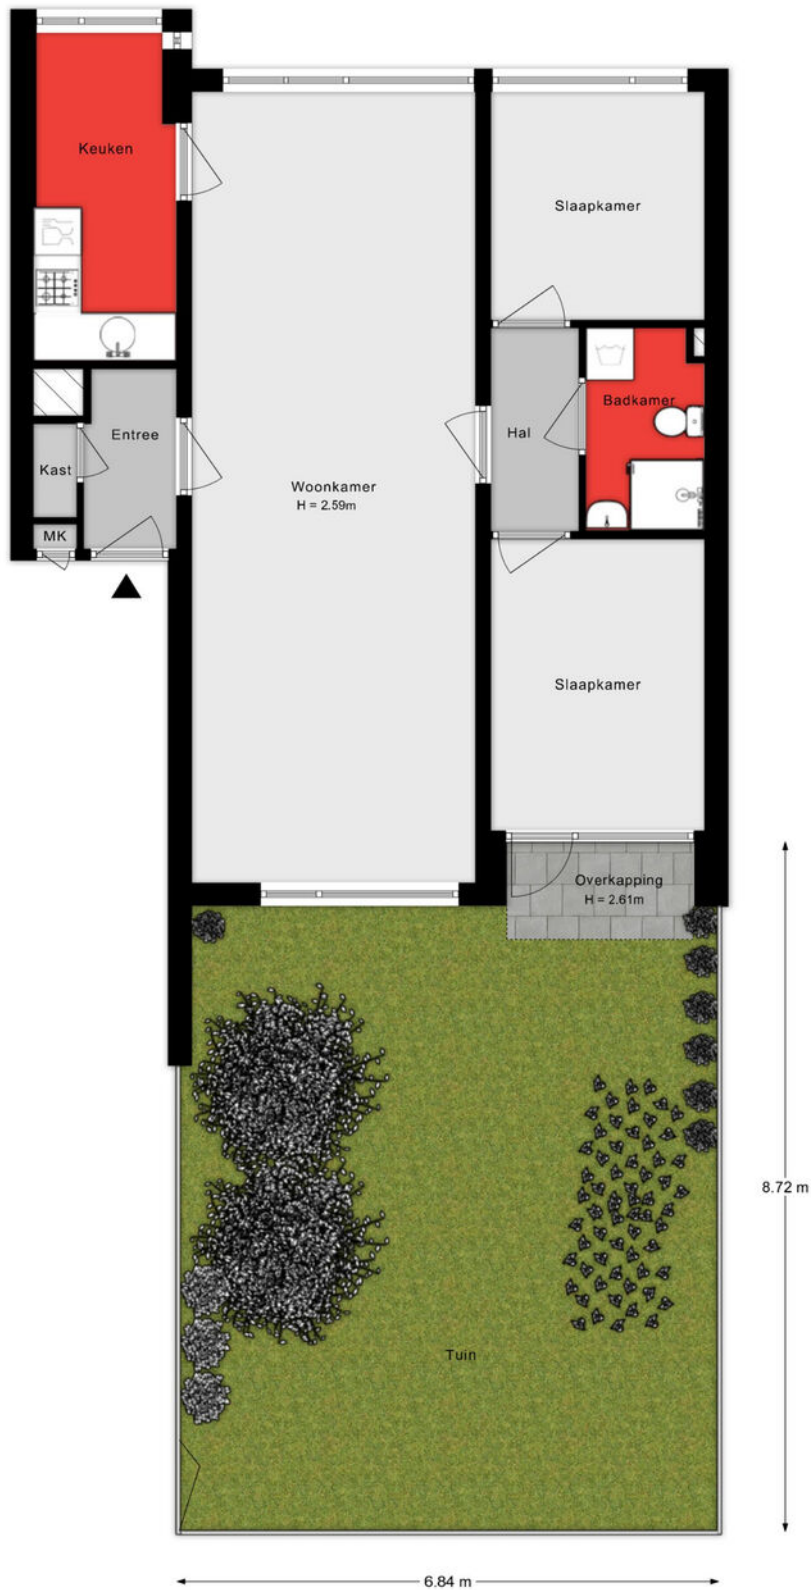 Keuken
Slaapkamer
Badkamer
Entree
Hal
Kast
Woonkamer
H = 2.59m
MK
Slaapkamer
Overkapping
H = 2.61m
8.72 m
Tuin
6.84 m